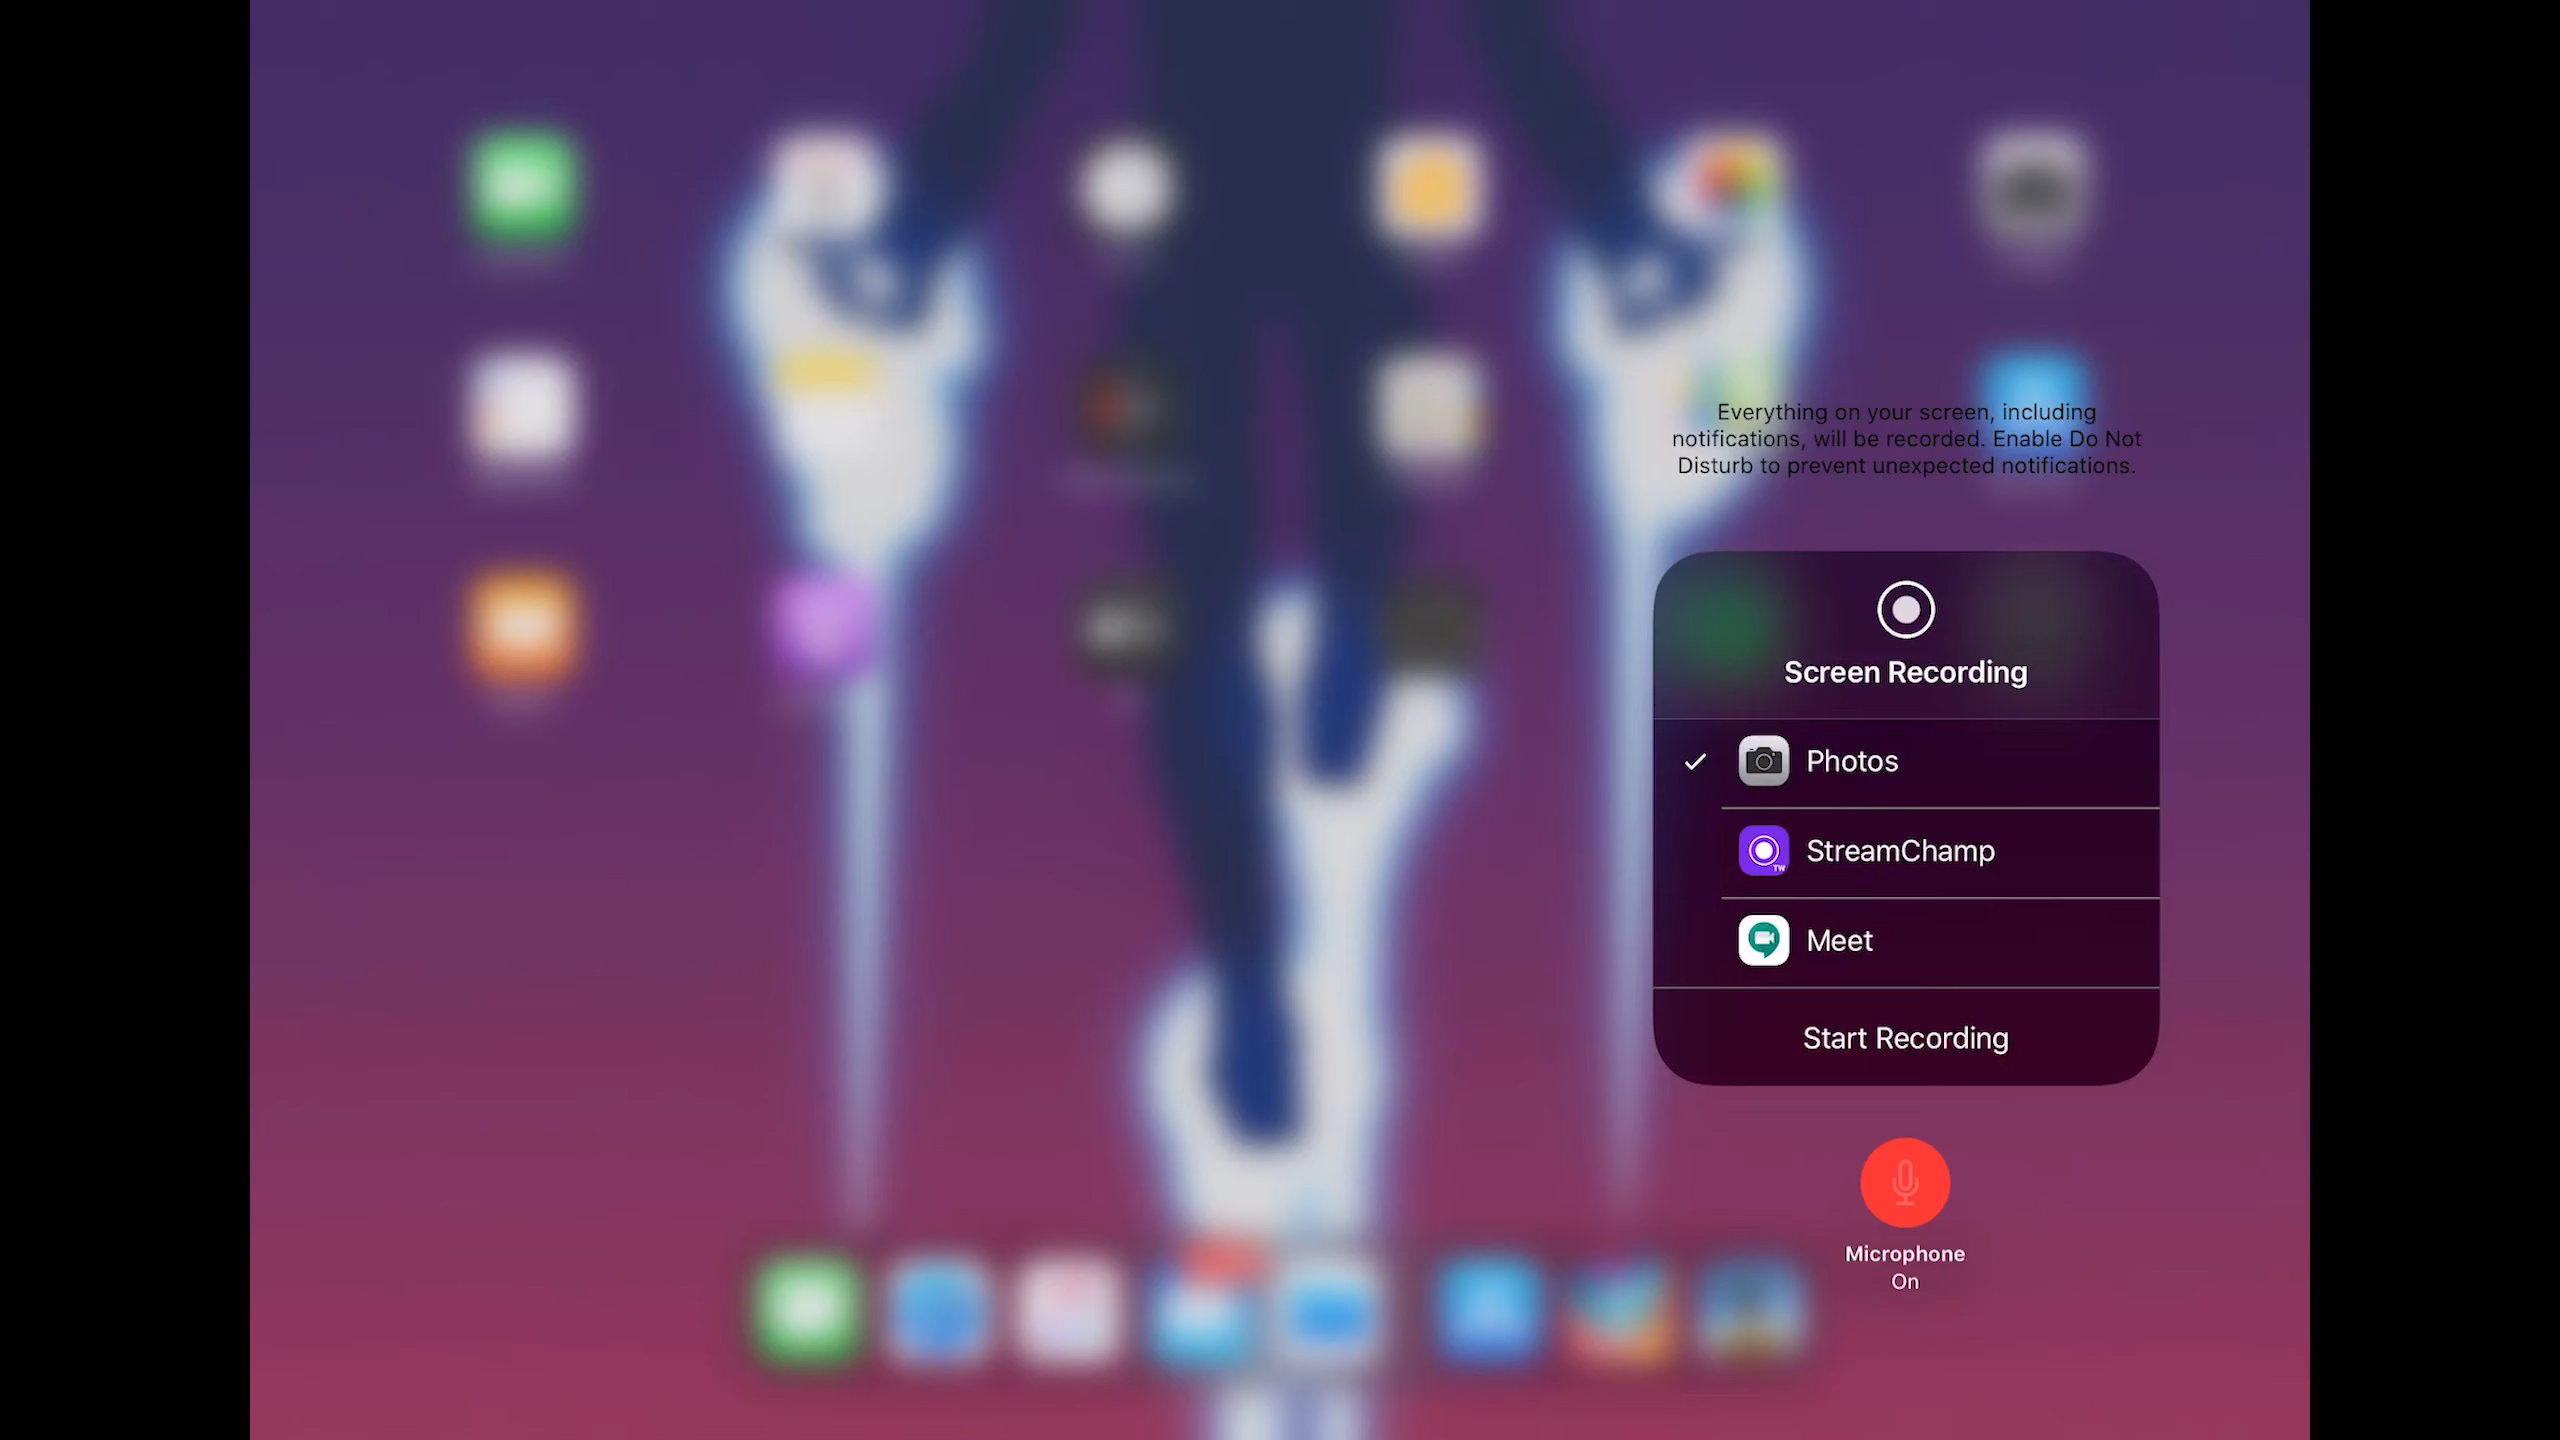 Everything on your screen, including
notifications, will be recorded. Enable Do Not
Disturb to prevent unexpected notifications.
Screen Recording
Photos
TW
StreamChamp
Meet
Start Recording
Microphone
On